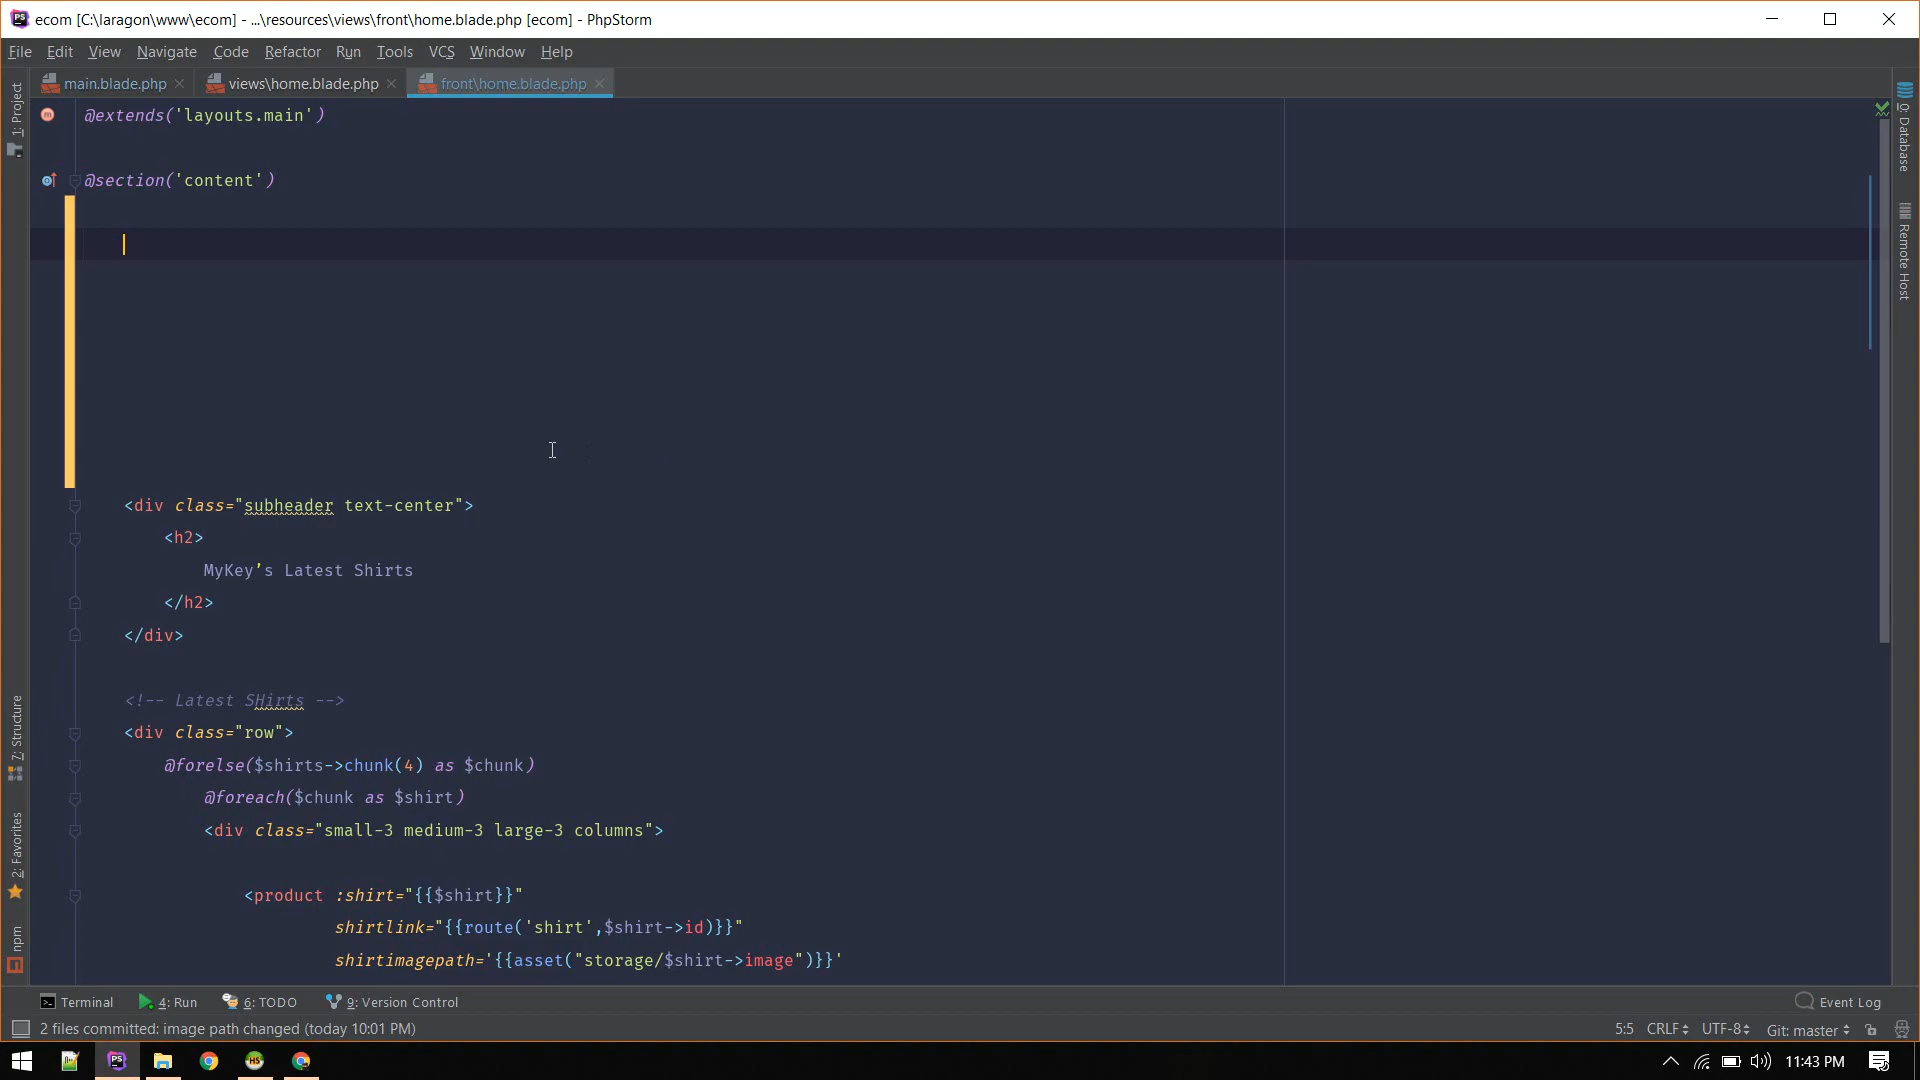 ecom [C:\laragon\www\ecom] - ...\resources\views\front\home.blade.php [ecom] - PhpStorm
File Edit View Navigate Code Refactor Run Tools VCS Window Help
main.blade.php views\home.blade.php front\home.blade.php
1: Project
7: Structure
2: Favorites
npm
@extends('layouts.main')
@section('content')
<div class="subheader text-center">
<h2>
MyKey’s Latest Shirts
</h2>
</div>
<!-- Latest SHirts -->
<div class="row">
@forelse($shirts->chunk(4) as $chunk)
@foreach($chunk as $shirt)
<div class="small-3 medium-3 large-3 columns">
<product :shirt="{{$shirt}}"
shirtlink="{{route('shirt',$shirt->id)}}"
shirtimagepath='{{asset("storage/$shirt->image")}}'
0: Database
Remote Host
Terminal 4: Run 6: TODO 9: Version Control Event Log
2 files committed: image path changed (today 10:01 PM) 5:5 CRLF UTF-8 Git: master
PS HS 11:43 PM